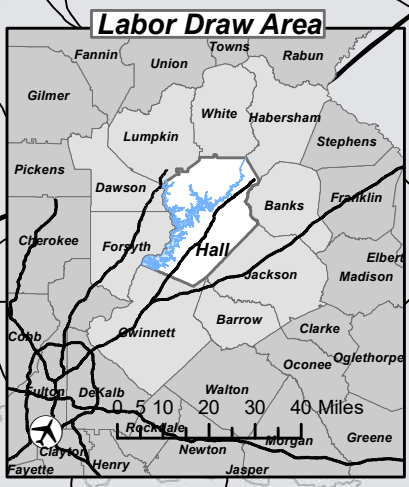 Labor Draw Area
Towns
Fannin
Union
Rabun
Gilmer
White
Habersham
Lumpkin
Stephens
Pickens
Dawson
Banks
Franklin
Cherokee
Forsyth
Hall
Elbert
Jackson
Madison
Cobb
Gwinnett
Barrow
Clarke
Oconee
Oglethorpe
Fulton
DeKalb
Walton
0 5 10 20 30 40 Miles
Rockdale
Morgan
Greene
Clayton
Newton
Fayette
Henry
Jasper